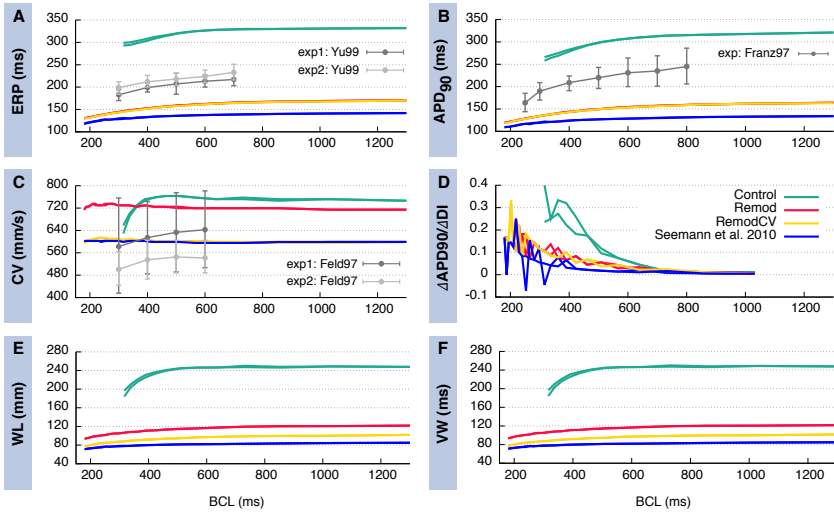 A
ERP (ms)
350
300
250
200
150
100
exp1: Yu99
exp2: Yu99
200 400 600 800 1000 1200
B
APD90 (ms)
350
300
250
200
150
100
exp: Franz97
200 400 600 800 1000 1200
C
CV (mm/s)
800
720
640
560
480
400
exp1: Feld97
exp2: Feld97
200 400 600 800 1000 1200
D
ΔAPD90/ΔDI
0.4
0.3
0.2
0.1
0
-0.1
Control
Remod
RemodCV
Seemann et al. 2010
200 400 600 800 1000 1200
E
WL (mm)
280
240
200
160
120
80
40
200 400 600 800 1000 1200
BCL (ms)
F
VW (ms)
280
240
200
160
120
80
40
200 400 600 800 1000 1200
BCL (ms)